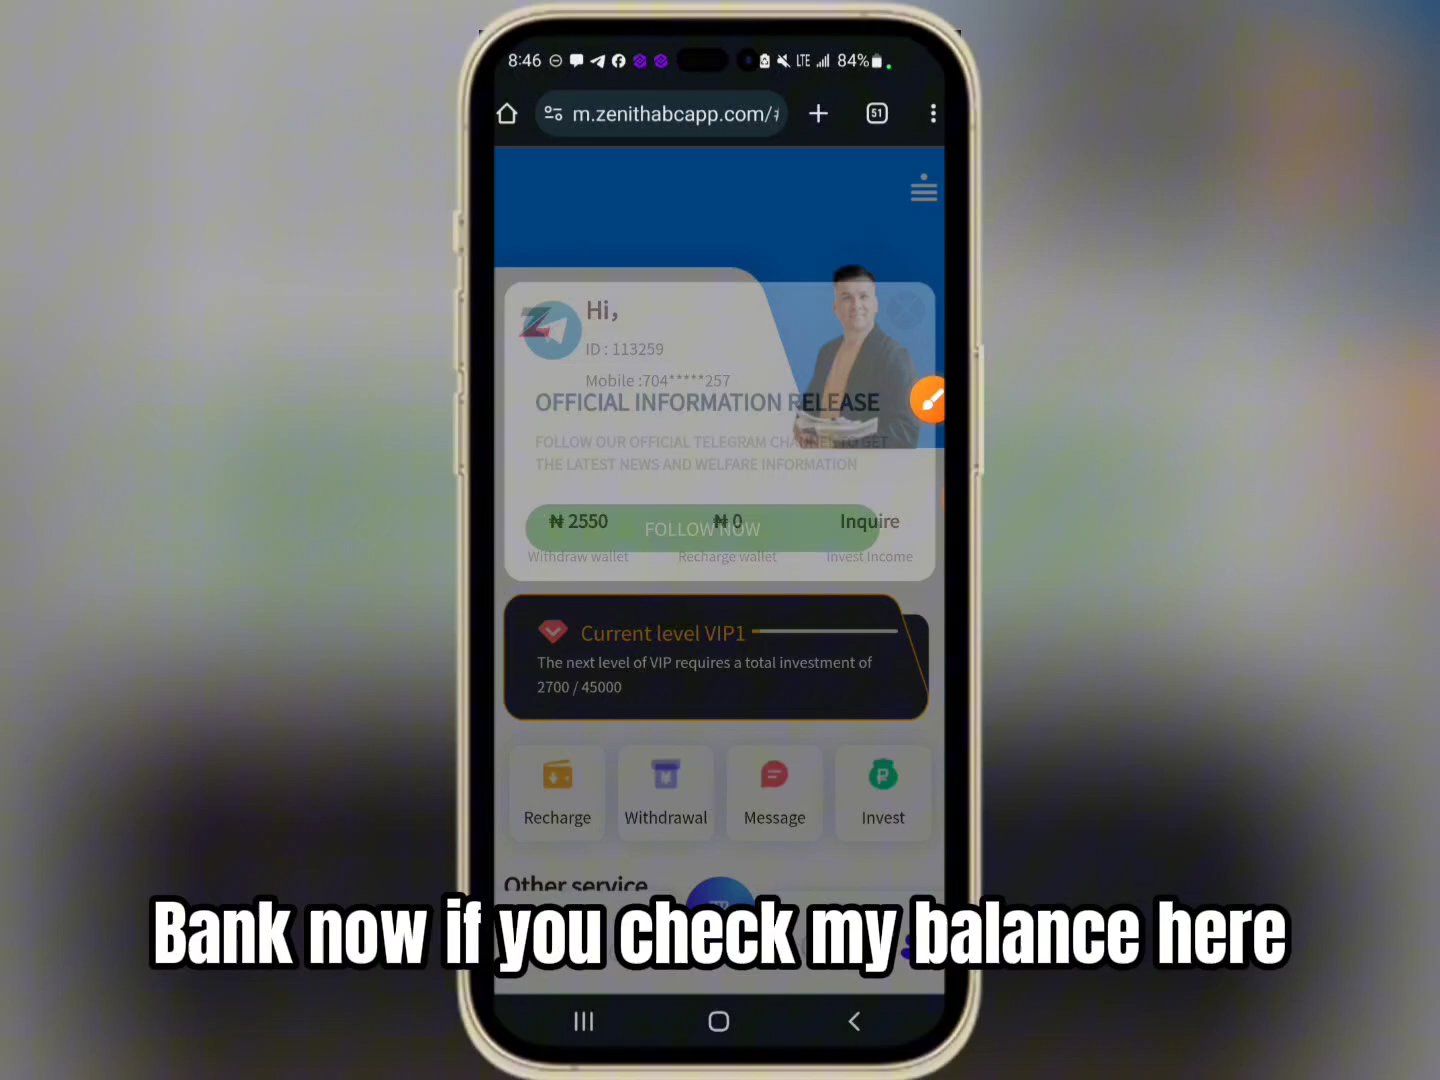 8:46
LTE
84%
m.zenithabcapp.com/
51
Hi,
ID : 113259
Mobile :704*****257
OFFICIAL INFORMATION RELEASE
FOLLOW OUR OFFICIAL TELEGRAM CHANNEL TO GET
THE LATEST NEWS AND WELFARE INFORMATION
₦ 2550 ₦ 0 Inquire
FOLLOW NOW
Withdraw wallet Recharge wallet Invest Income
Current level VIP1
The next level of VIP requires a total investment of
2700 / 45000
Recharge Withdrawal Message Invest
Other service
Bank now if you check my balance here